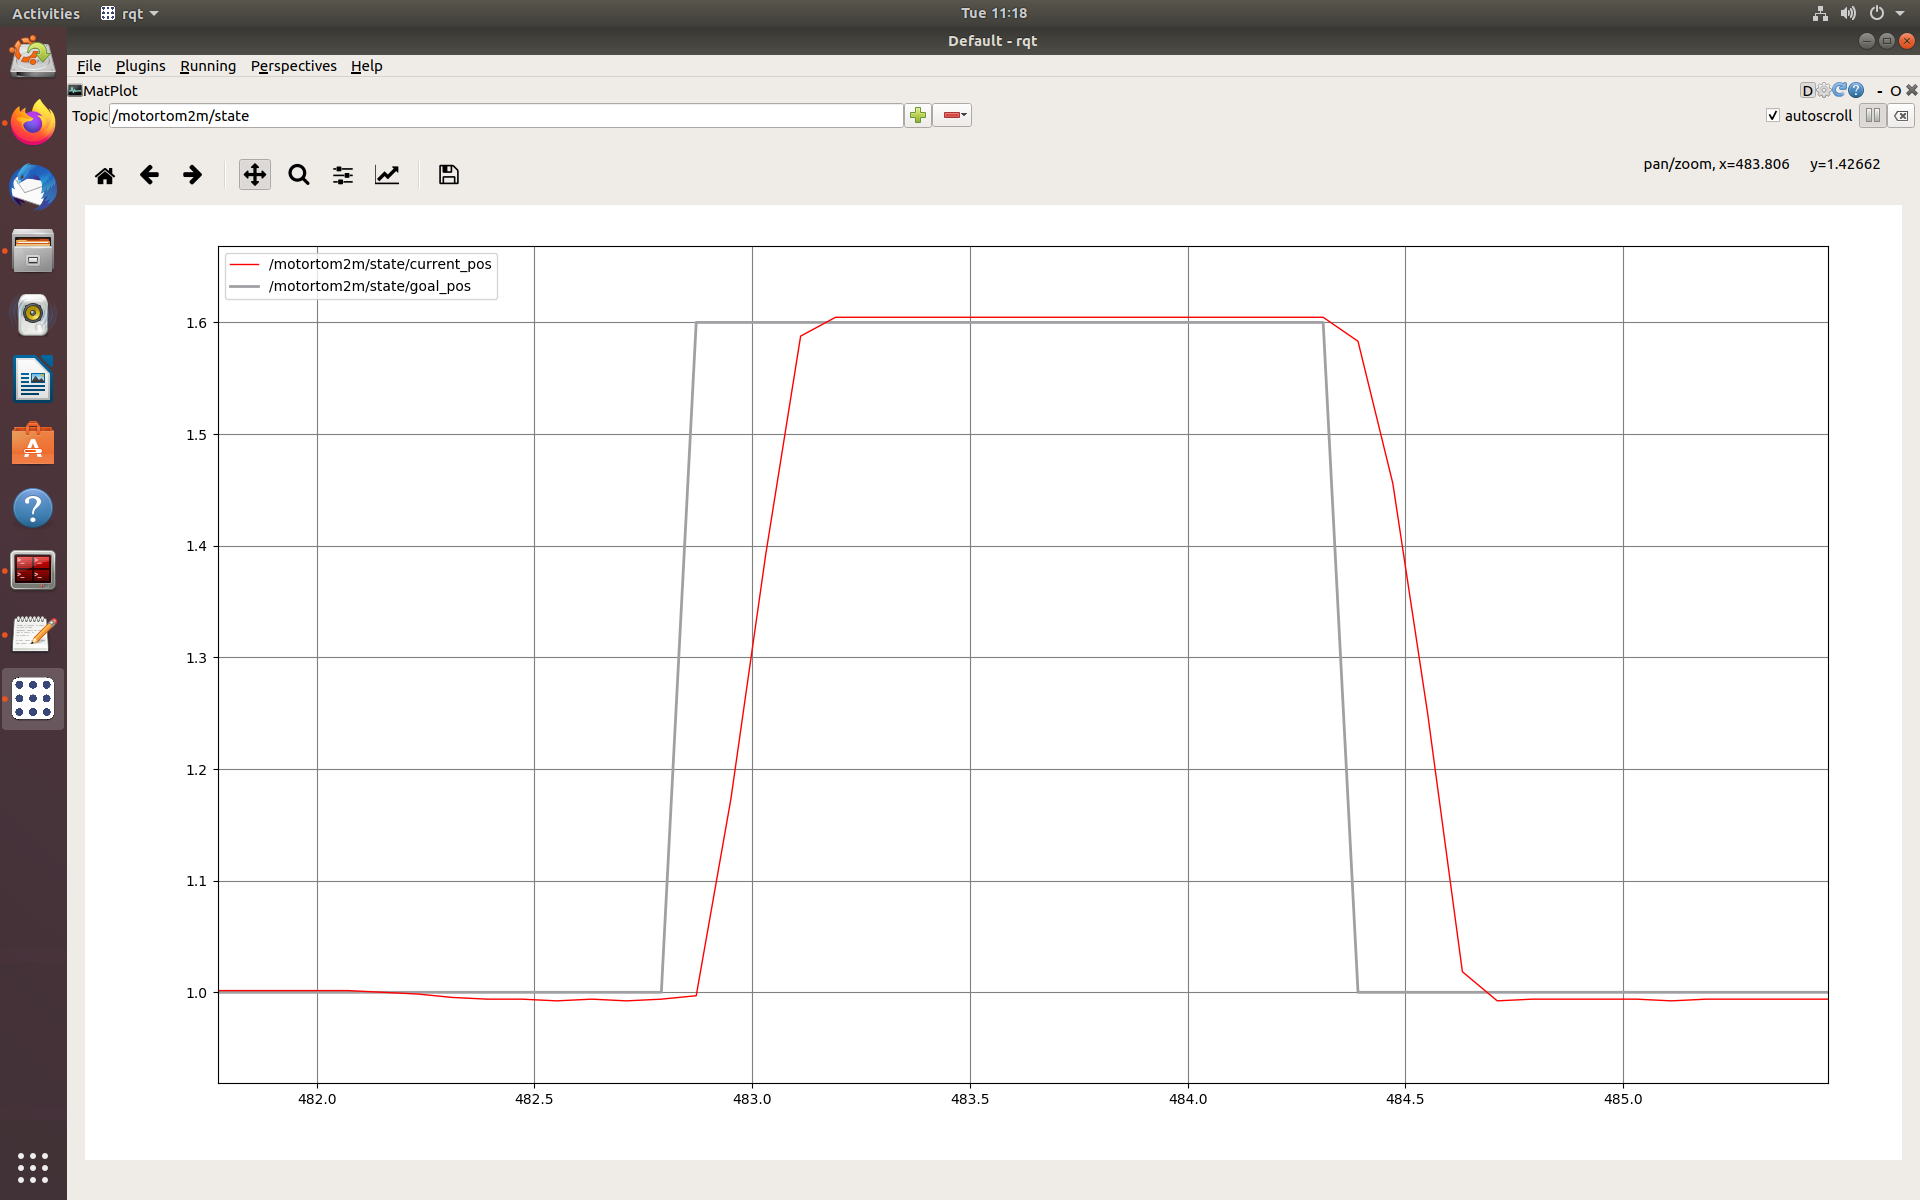 Activities rqt Tue 11:18
Default - rqt
File Plugins Running Perspectives Help
MatPlot D - O
Topic /motortom2m/state autoscroll
pan/zoom, x=483.806 y=1.42662
/motortom2m/state/current_pos
/motortom2m/state/goal_pos
1.6
1.5
1.4
1.3
1.2
1.1
1.0
482.0 482.5 483.0 483.5 484.0 484.5 485.0